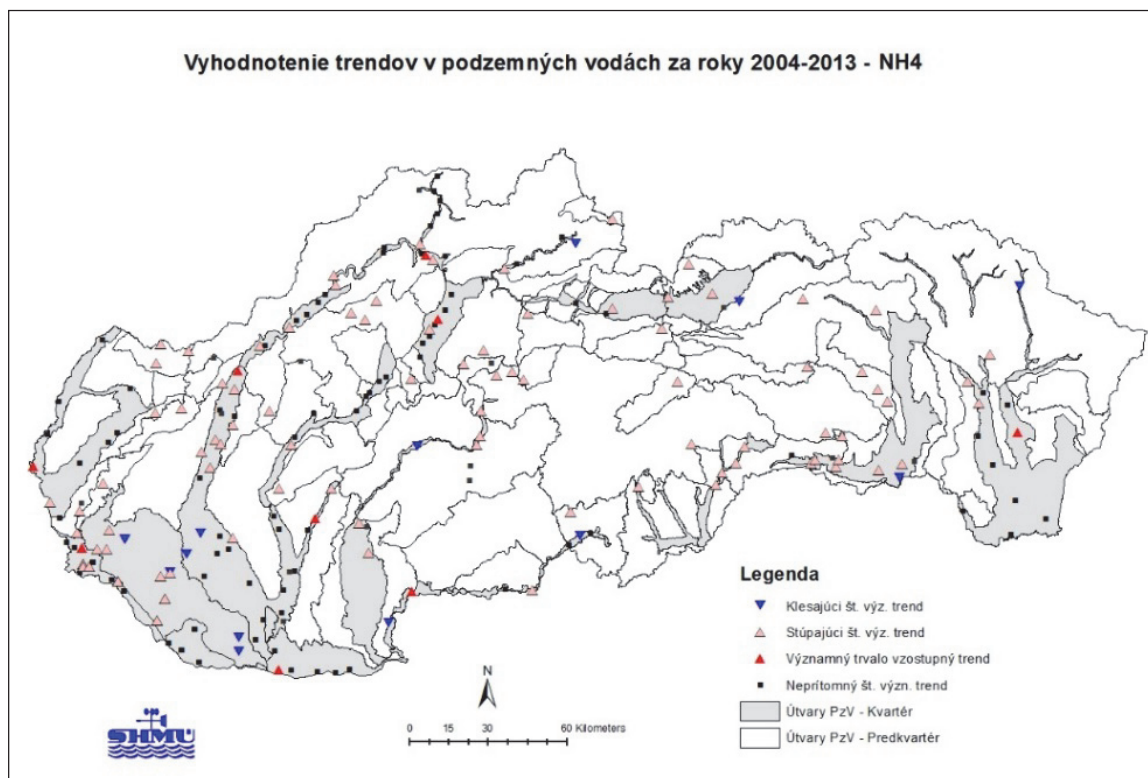 Vyhodnotenie trendov v podzemných vodách za roky 2004-2013 - NH4
Legenda
Klesajúci št. výz. trend
Stúpajúci št. výz. trend
Významný trvalo vzostupný trend
Neprítomný št. význ. trend
Útvary PzV - Kvartér
Útvary PzV - Predkvartér
N
0 15 30 60 Kilometers
SHMÚ